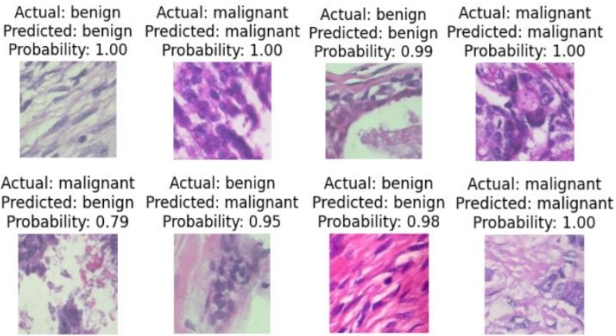 Actual: benign
Predicted: benign
Probability: 1.00
Actual: malignant
Predicted: malignant
Probability: 1.00
Actual: benign
Predicted: benign
Probability: 0.99
Actual: malignant
Predicted: malignant
Probability: 1.00
Actual: malignant
Predicted: benign
Probability: 0.79
Actual: benign
Predicted: malignant
Probability: 0.95
Actual: benign
Predicted: benign
Probability: 0.98
Actual: malignant
Predicted: malignant
Probability: 1.00